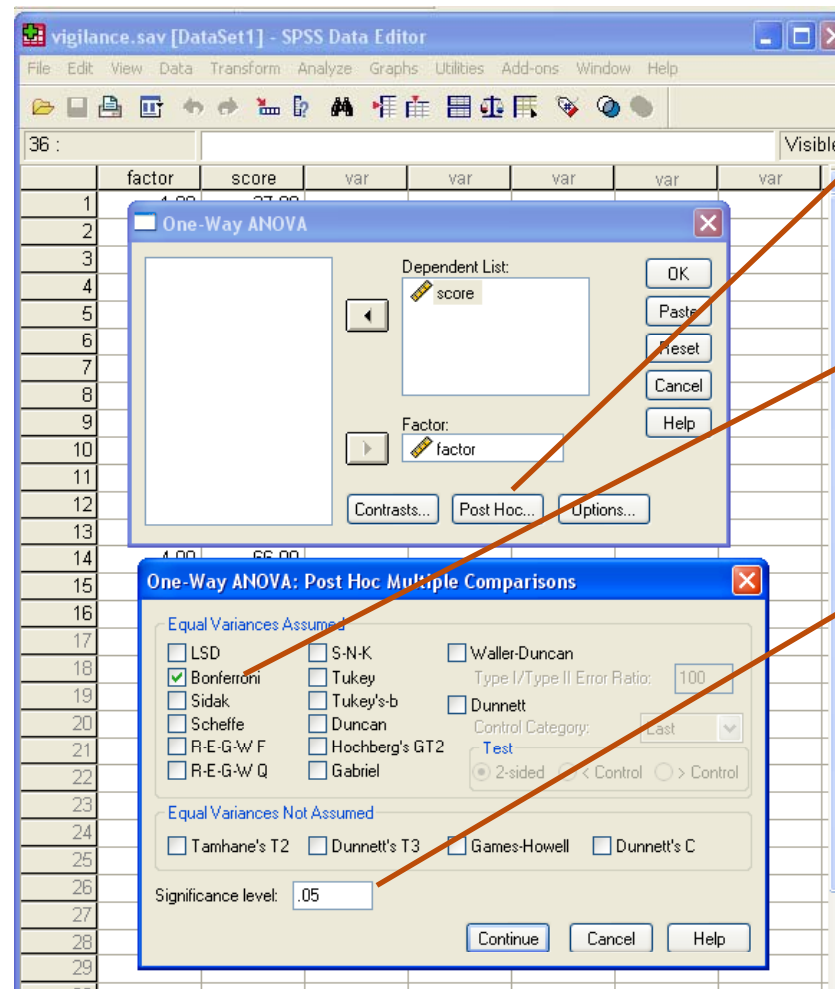 vigilance.sav [DataSet1] - SPSS Data Editor
File Edit View Data Transform Analyze Graphs Utilities Add-ons Window Help
36 :
Visible
factor score var var var var var
1
2
3
4
5
6
7
8
9
10
11
12
13
14 4.00 66.00
15
16
17
18
19
20
21
22
23
24
25
26
27
28
29
One-Way ANOVA
Dependent List:
score
Factor:
factor
OK
Paste
Reset
Cancel
Help
Contrasts... Post Hoc... Options...
One-Way ANOVA: Post Hoc Multiple Comparisons
Equal Variances Assumed
LSD S-N-K Waller-Duncan
Bonferroni Tukey Type I/Type II Error Ratio: 100
Sidak Tukey's-b Dunnett
Scheffe Duncan Control Category: Last
R-E-G-W F Hochberg's GT2 Test
R-E-G-W Q Gabriel 2-sided < Control > Control
Equal Variances Not Assumed
Tamhane's T2 Dunnett's T3 Games-Howell Dunnett's C
Significance level: .05
Continue Cancel Help